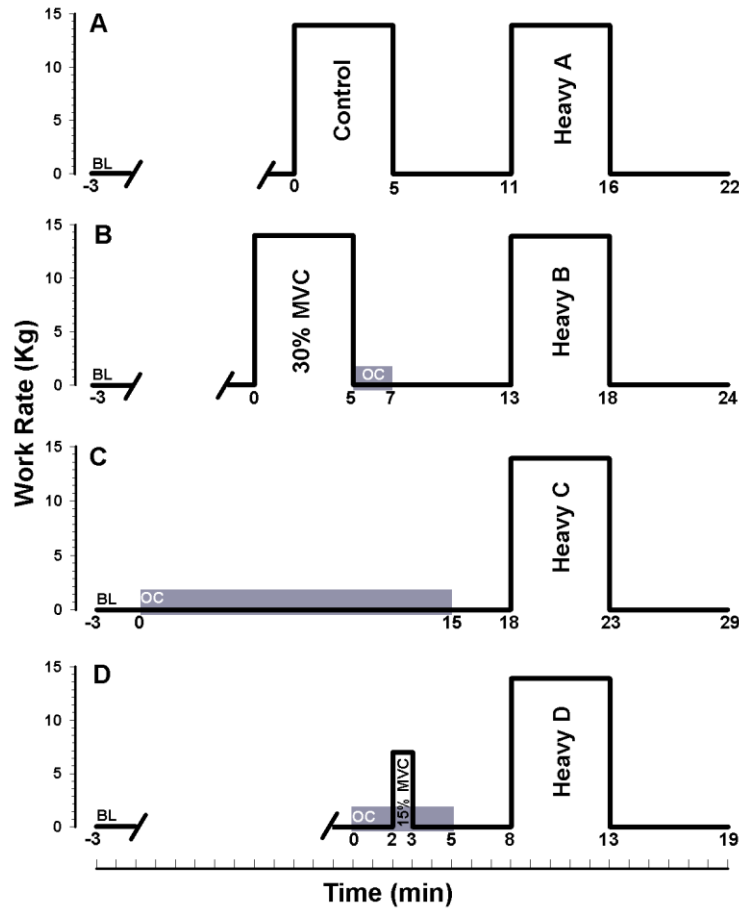 A
15
10
5
0
Control
Heavy A
BL
-3 0 5 11 16 22
B
15
10
5
0
30% MVC
Heavy B
OC
BL
-3 0 5 7 13 18 24
Work Rate (Kg)
C
15
10
5
0
Heavy C
BL OC
-3 0 15 18 23 29
D
15
10
5
0
15% MVC
Heavy D
BL OC
-3 0 2 3 5 8 13 19
Time (min)